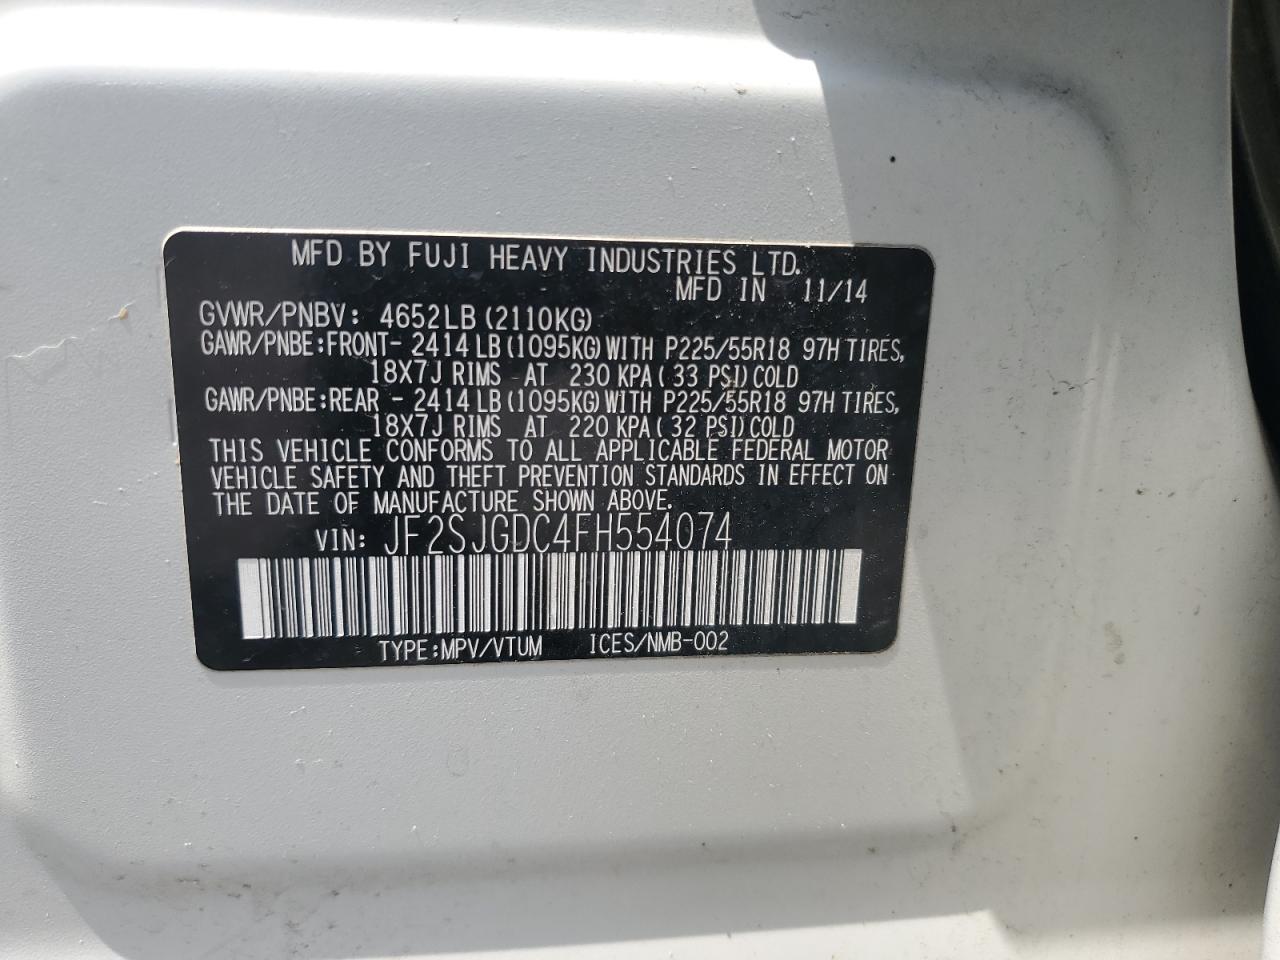 MFD BY FUJI HEAVY INDUSTRIES LTD.
MFD IN 11/14
GVWR/PNBV: 4652LB(2110KG)
GAWR/PNBE:FRONT- 2414LB(1095KG)WITH P225/55R18 97H TIRES,
18X7J RIMS AT 230 KPA(33 PSI)COLD
GAWR/PNBE:REAR - 2414LB(1095KG)WITH P225/55R18 97H TIRES,
18X7J RIMS AT 220 KPA(32 PSI)COLD
THIS VEHICLE CONFORMS TO ALL APPLICABLE FEDERAL MOTOR
VEHICLE SAFETY AND THEFT PREVENTION STANDARDS IN EFFECT ON
THE DATE OF MANUFACTURE SHOWN ABOVE.
VIN: JF2SJGDC4FH554074
TYPE:MPV/VTUM ICES/NMB-002